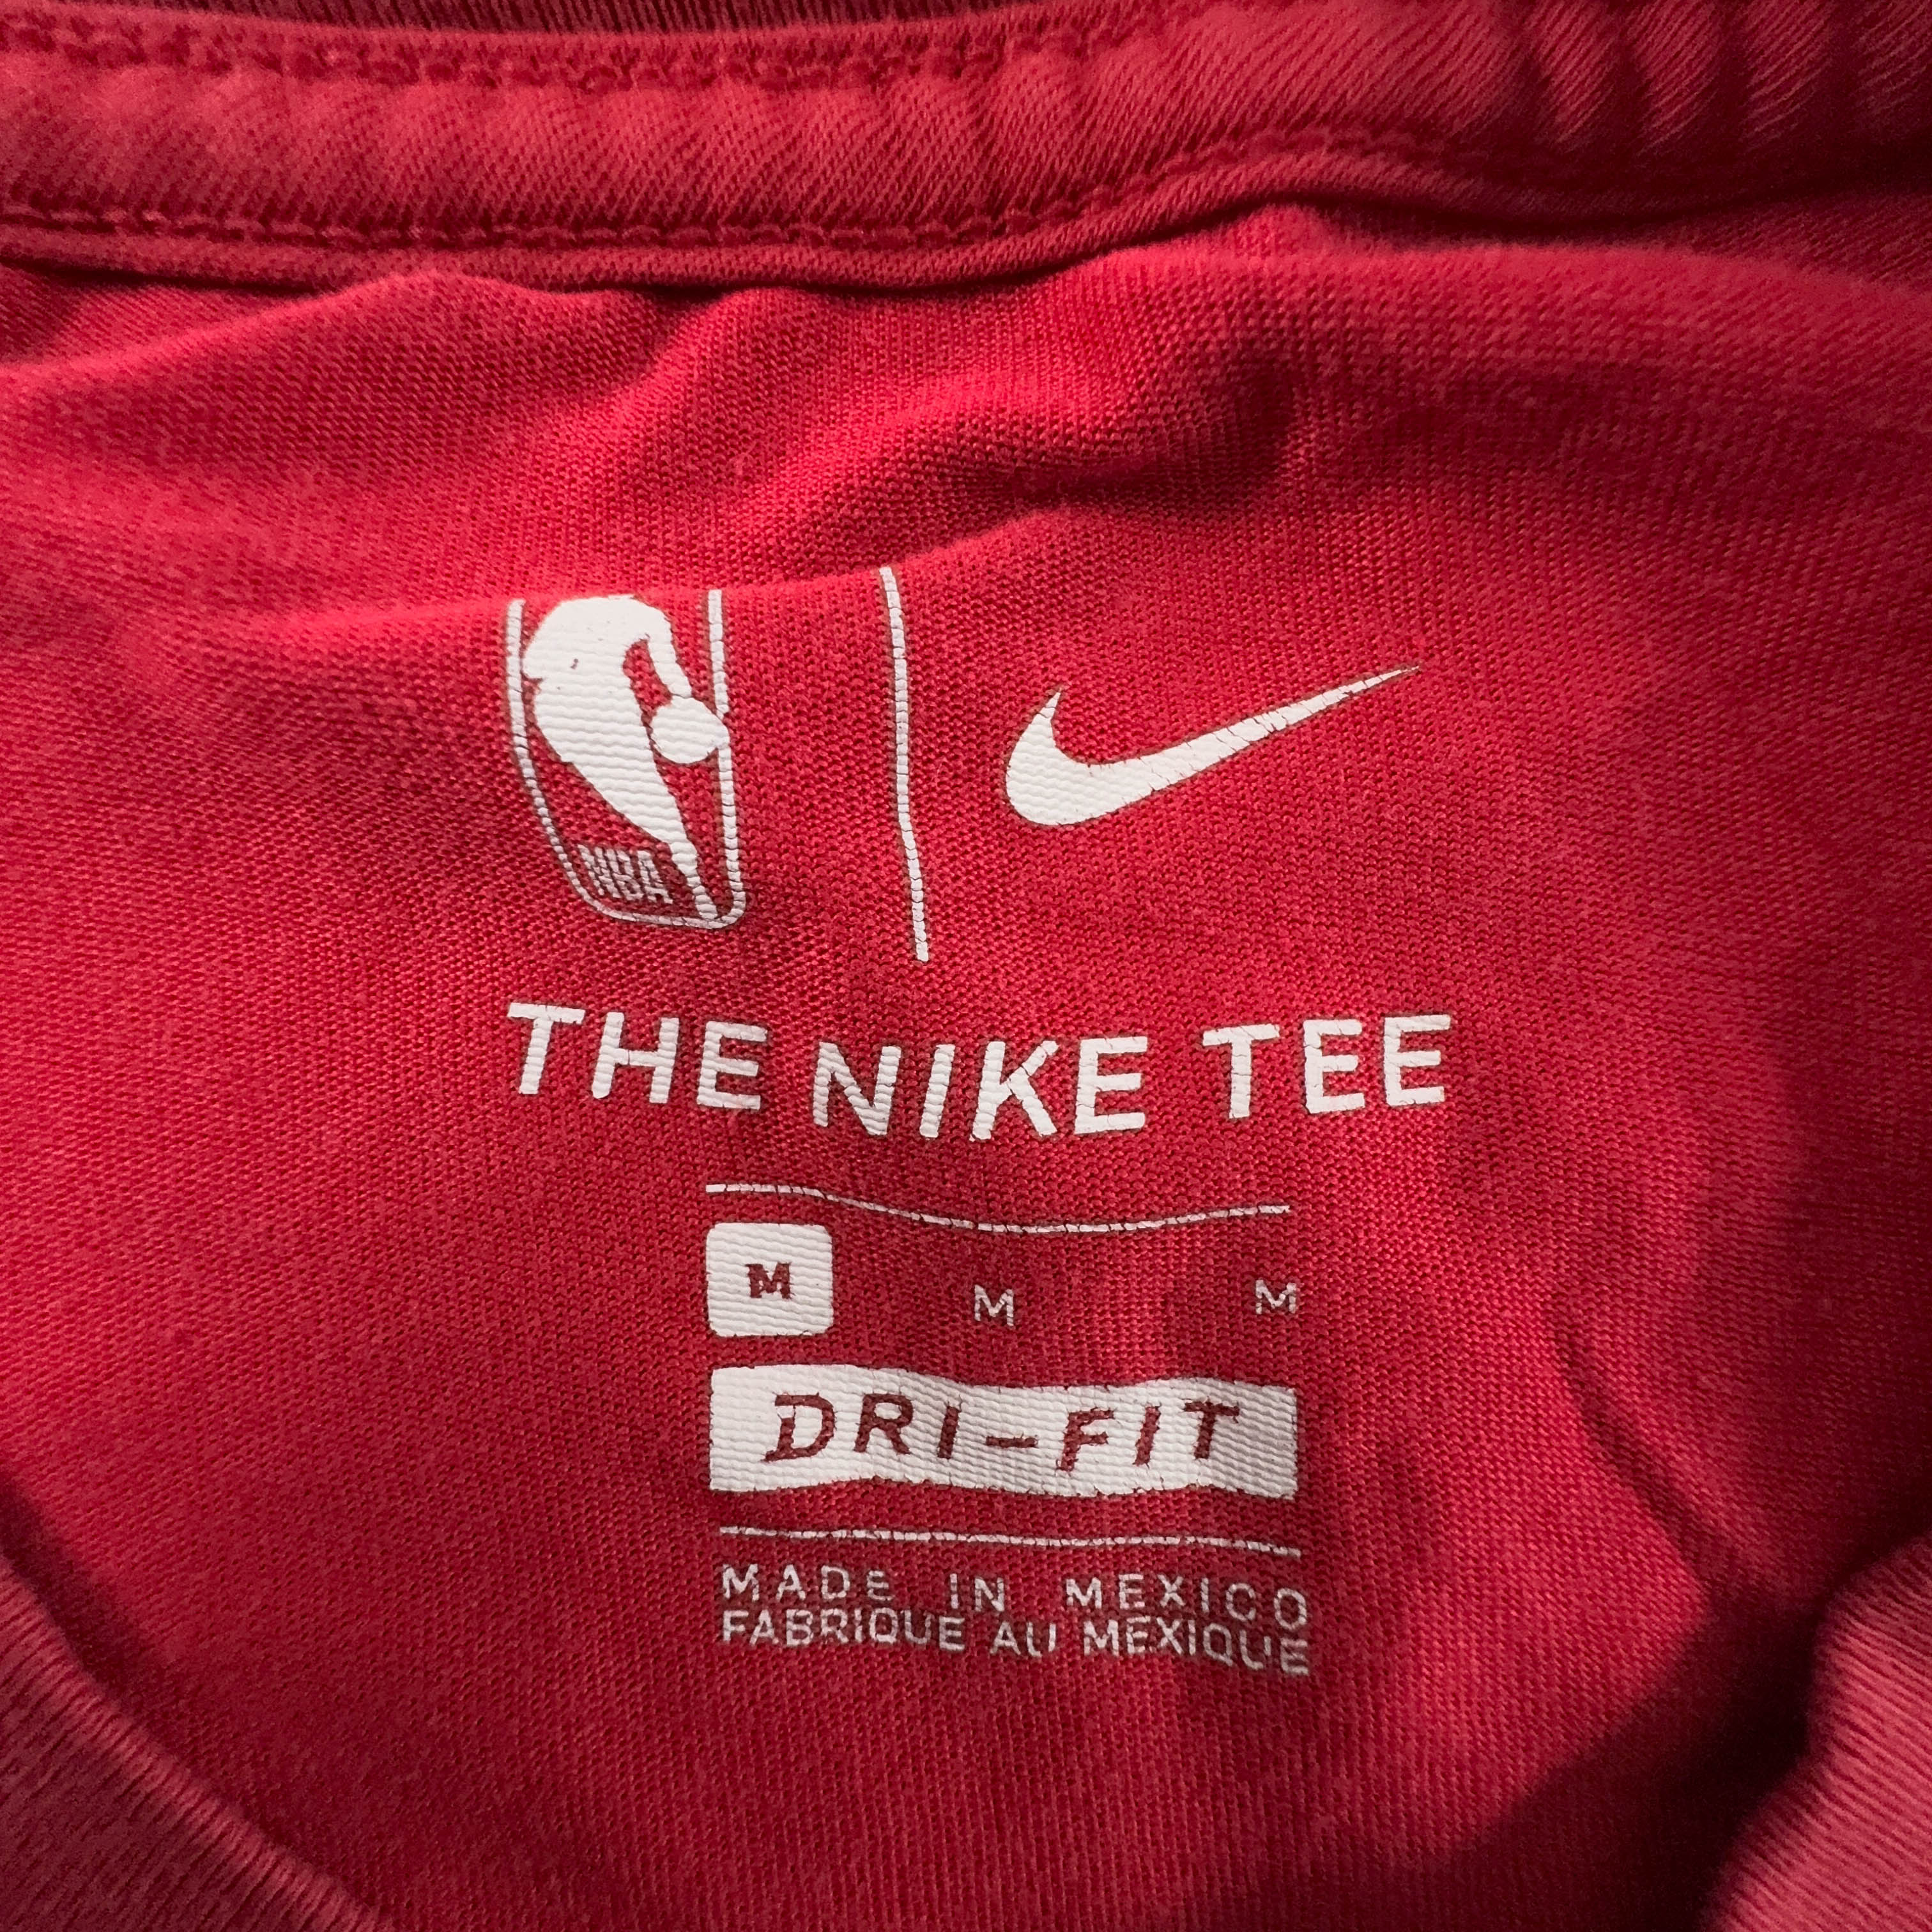 NBA
THE NIKE TEE
M M M
DRI-FIT
MADE IN MEXICO
FABRIQUE AU MEXIQUE